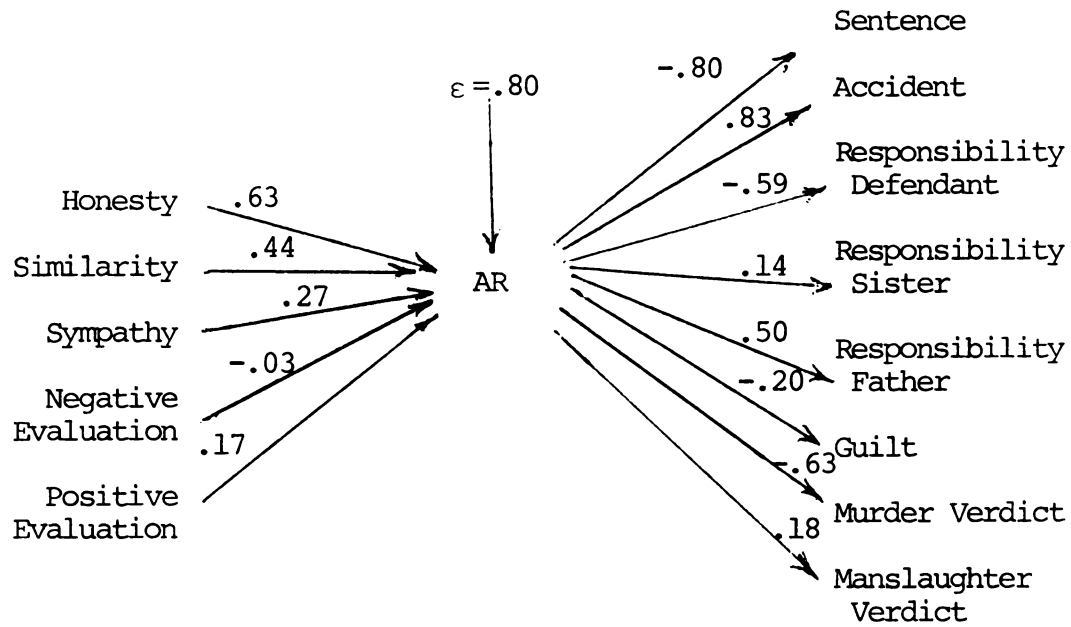 Sentence
-.80
ε=.80
Accident
.83
Responsibility
Defendant
-.59
Honesty
.63
Similarity
.44
Responsibility
Sister
.14
AR
Sympathy
.27
.50
Responsibility
Father
-.03
-.20
Negative
Evaluation
.17
Guilt
-.63
Positive
Evaluation
Murder Verdict
.18
Manslaughter
Verdict